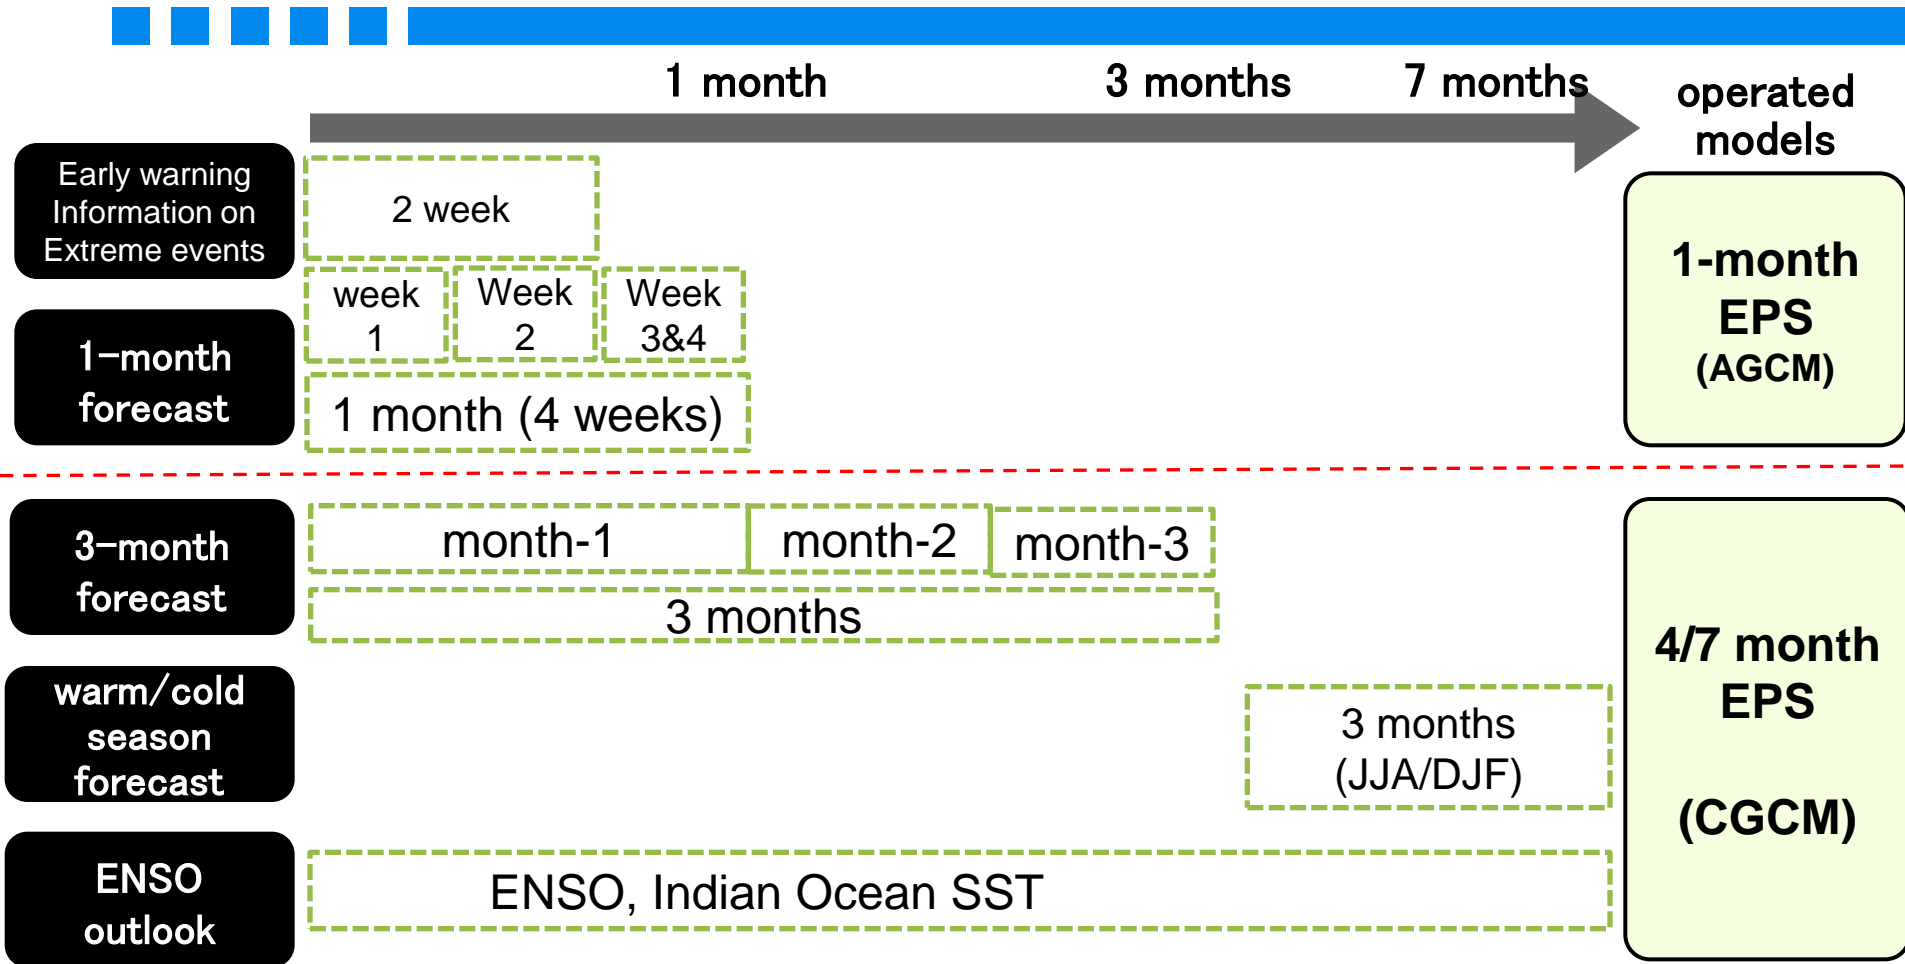 1 month
3 months
7 months
operated
models
Early warning
Information on
Extreme events
2 week
week
1
Week
2
Week
3&4
1-month
forecast
1 month (4 weeks)
1-month
EPS
(AGCM)
3-month
forecast
month-1
month-2
month-3
3 months
warm/cold
season
forecast
3 months
(JJA/DJF)
ENSO
outlook
ENSO, Indian Ocean SST
4/7 month
EPS
(CGCM)